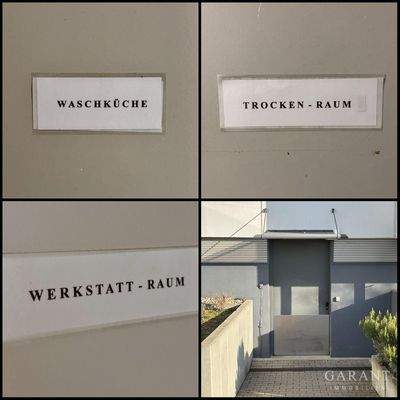 WASCHKÜCHE
TROCKEN - RAUM
WERKSTATT - RAUM
GARANT
IMMOBILIEN